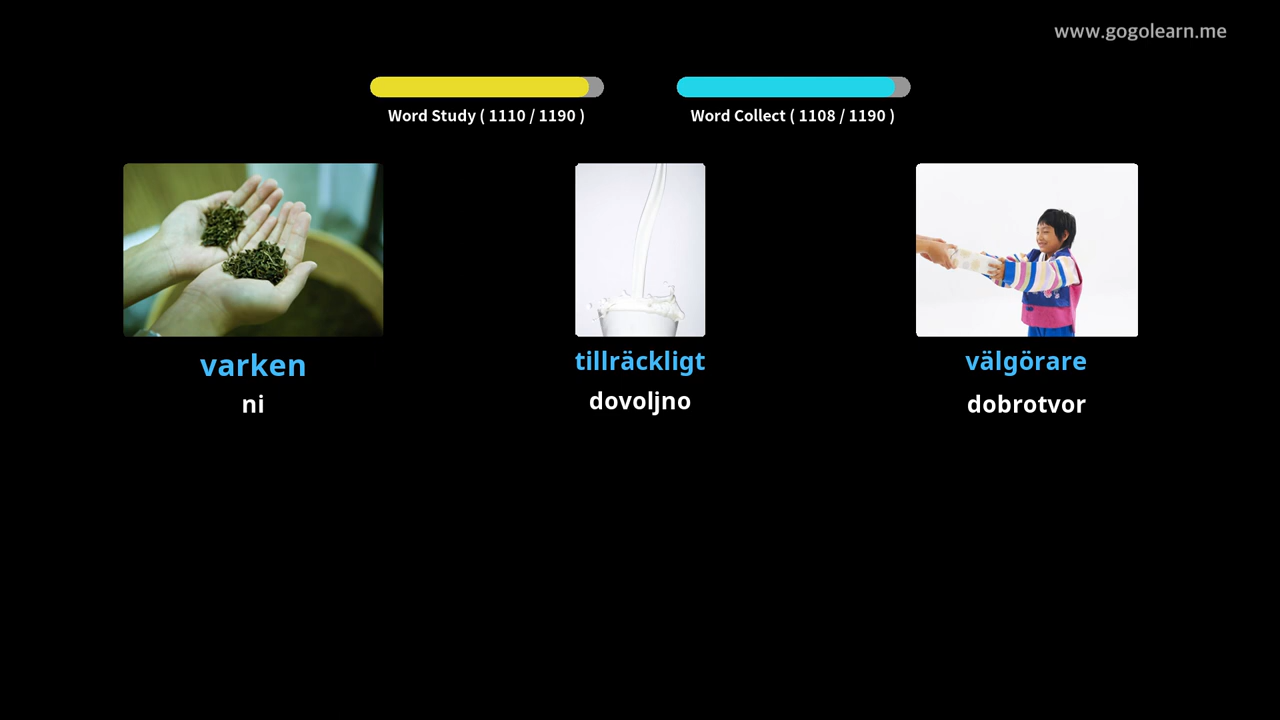 www.gogolearn.me
Word Study ( 1110 / 1190 )
Word Collect ( 1108 / 1190 )
varken
tillräckligt
välgörare
ni
dovoljno
dobrotvor